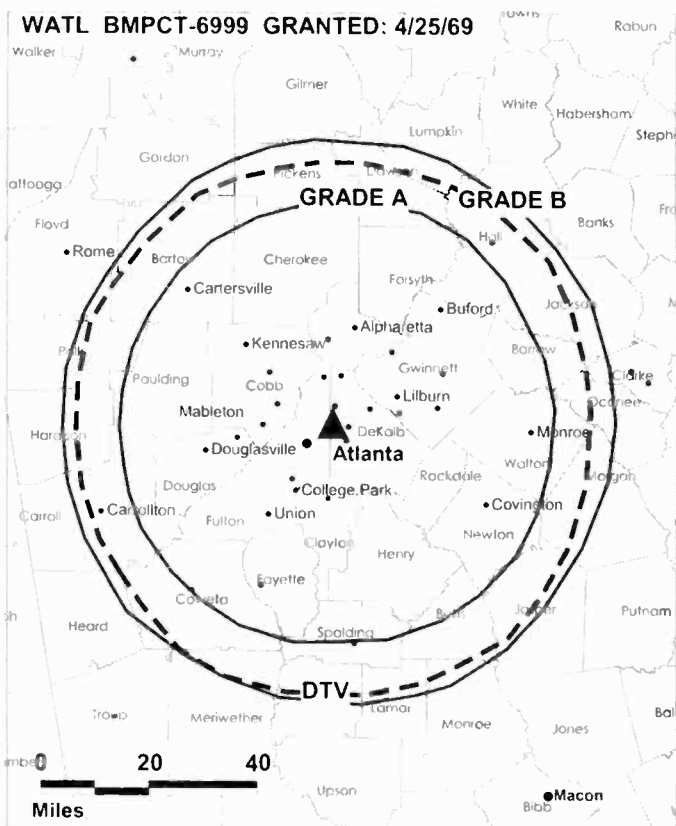 WATL BMPCT-6999 GRANTED: 4/25/69
Towns
Rabun
Walker
Murray
Gilmer
White
Habersham
Lumpkin
Gordon
Pickens
attooga
GRADE A
GRADE B
Floyd
Banks
Rome
Hall
Bartow
Cherokee
Forsyth
Cartersville
Jackson
Buford
Alpharetta
Kennesaw
Barrow
Gwinnett
Clarke
Paulding
Cobb
Lilburn
Oconee
Mableton
DeKalb
Monroe
Douglasville
Atlanta
Walton
Rockdale
Morgan
Douglas
College Park
Carroll
Carrollton
Fulton
Union
Covington
Newton
Clayton
Henry
Fayette
Coweta
Butts
Jasper
Putnam
Heard
Spalding
DTV
Lamar
Troup
Meriwether
Monroe
Jones
0 20 40
Upson
Miles
Macon
Bibb